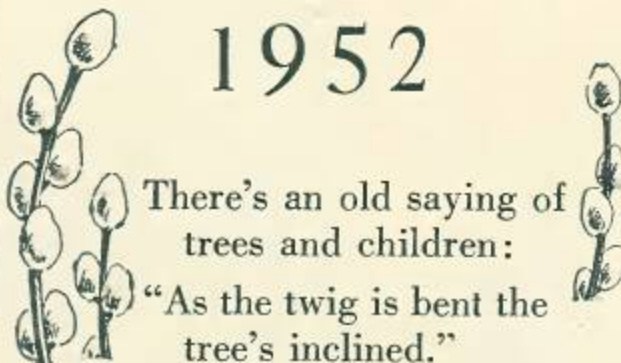 1952
There's an old saying of
trees and children:
“As the twig is bent the
tree's inclined.”